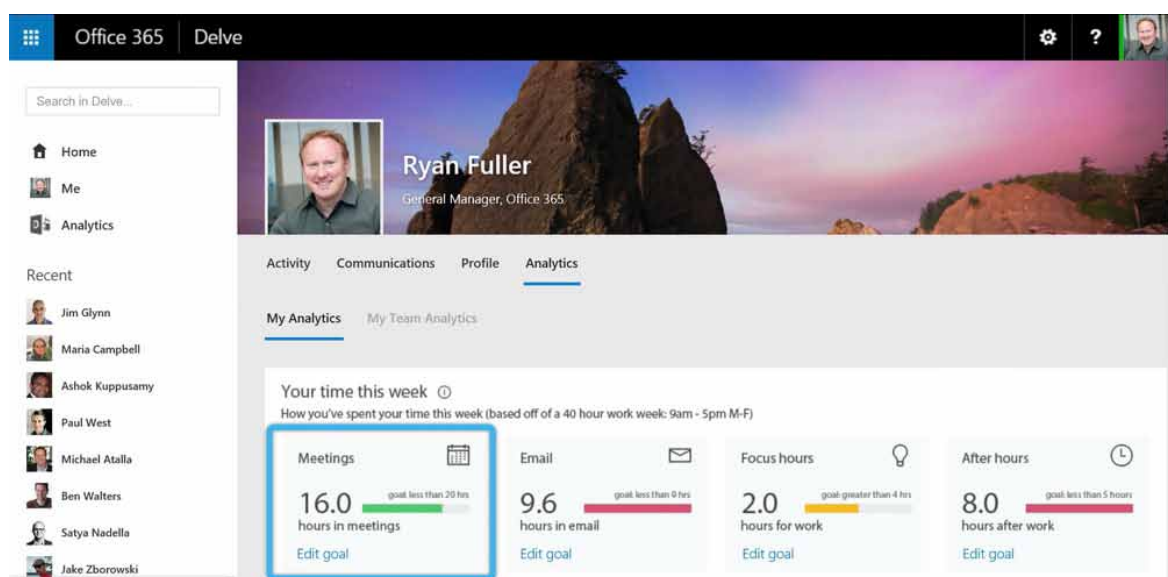 Office 365 Delve
?
Search in Delve...
Home
Me
Analytics
Recent
Jim Glynn
Maria Campbell
Ashok Kuppusamy
Paul West
Michael Atalla
Ben Walters
Satya Nadella
Jake Zborowski
Ryan Fuller
General Manager, Office 365
Activity Communications Profile Analytics
My Analytics My Team Analytics
Your time this week
How you've spent your time this week (based off of a 40 hour work week: 9am - 5pm M-F)
Meetings
16.0 goal: less than 20 hrs
hours in meetings
Edit goal
Email
9.6 goal: less than 9 hrs
hours in email
Edit goal
Focus hours
2.0 goal: greater than 4 hrs
hours for work
Edit goal
After hours
8.0 goal: less than 5 hours
hours after work
Edit goal